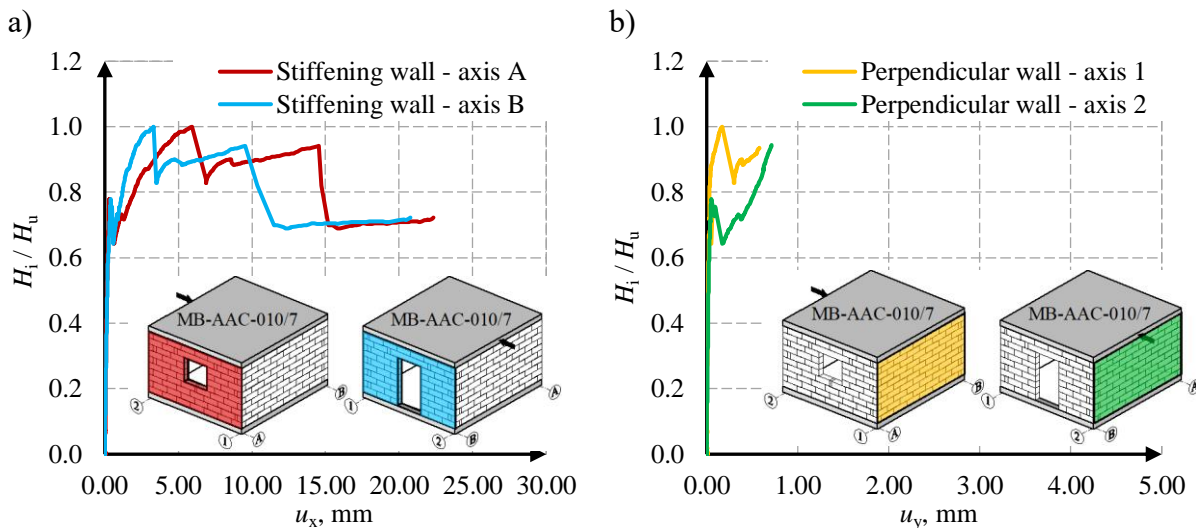 a)
Stiffening wall - axis A
Stiffening wall - axis B
1.2
1.0
0.8
0.6
0.4
0.2
0.0
Hi / Hu
MB-AAC-010/7
2
1
A
B
MB-AAC-010/7
1
2
B
A
0.00 5.00 10.00 15.00 20.00 25.00 30.00
ux, mm
b)
Perpendicular wall - axis 1
Perpendicular wall - axis 2
1.2
1.0
0.8
0.6
0.4
0.2
0.0
Hi / Hu
MB-AAC-010/7
2
1
A
B
MB-AAC-010/7
1
2
B
A
0.00 1.00 2.00 3.00 4.00 5.00
uy, mm